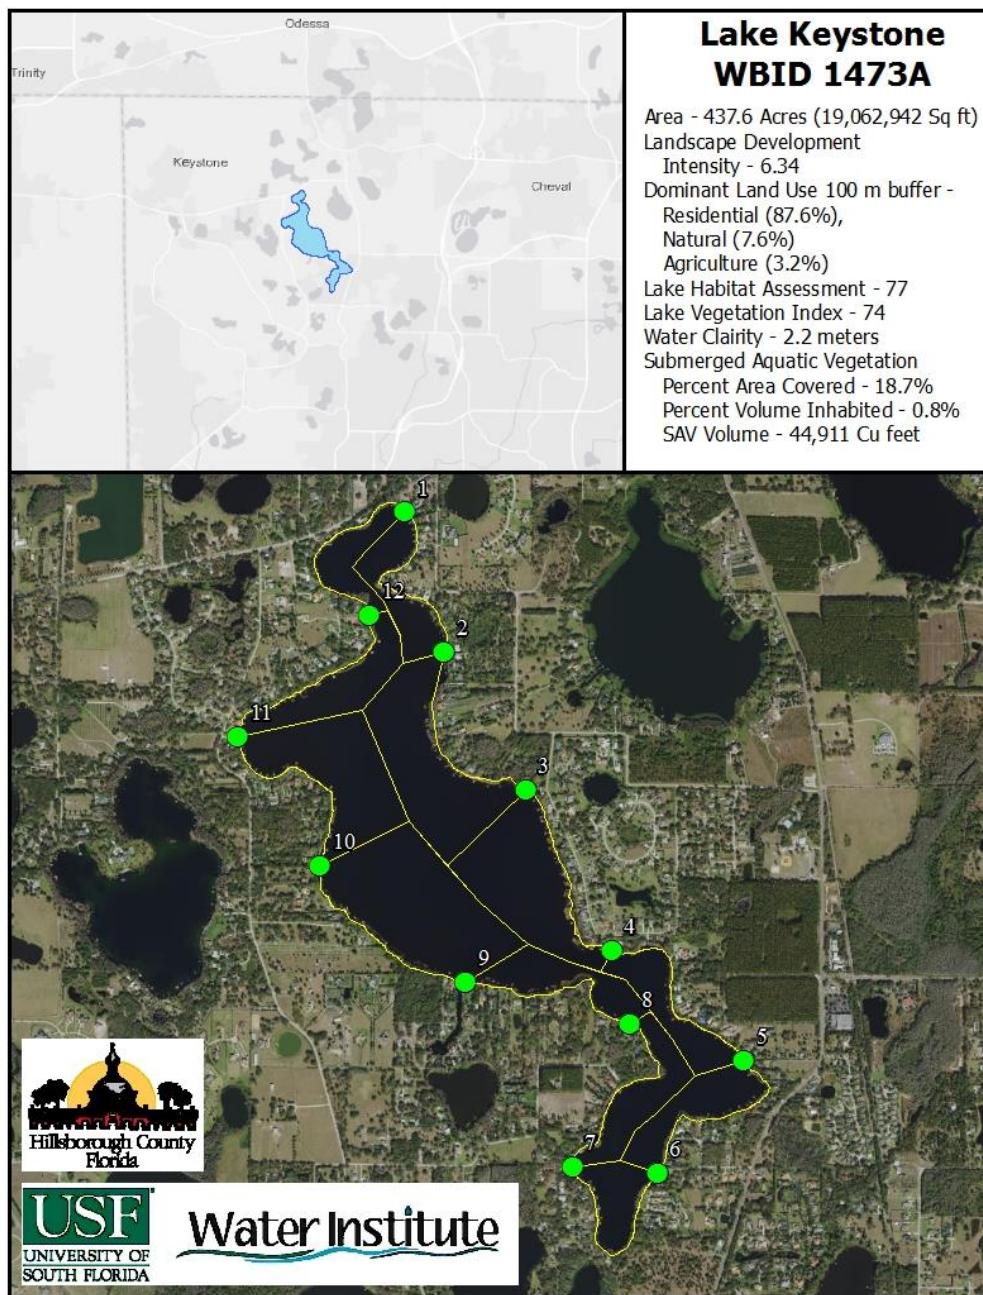 Odessa
Trinity
Keystone
Cheval
Lake Keystone
WBID 1473A
Area - 437.6 Acres (19,062,942 Sq ft)
Landscape Development
Intensity - 6.34
Dominant Land Use 100 m buffer -
Residential (87.6%),
Natural (7.6%)
Agriculture (3.2%)
Lake Habitat Assessment - 77
Lake Vegetation Index - 74
Water Clairity - 2.2 meters
Submerged Aquatic Vegetation
Percent Area Covered - 18.7%
Percent Volume Inhabited - 0.8%
SAV Volume - 44,911 Cu feet
1
12
2
11
3
10
4
9
8
5
7
6
Hillsborough County
Florida
USF
UNIVERSITY OF
SOUTH FLORIDA
Water Institute